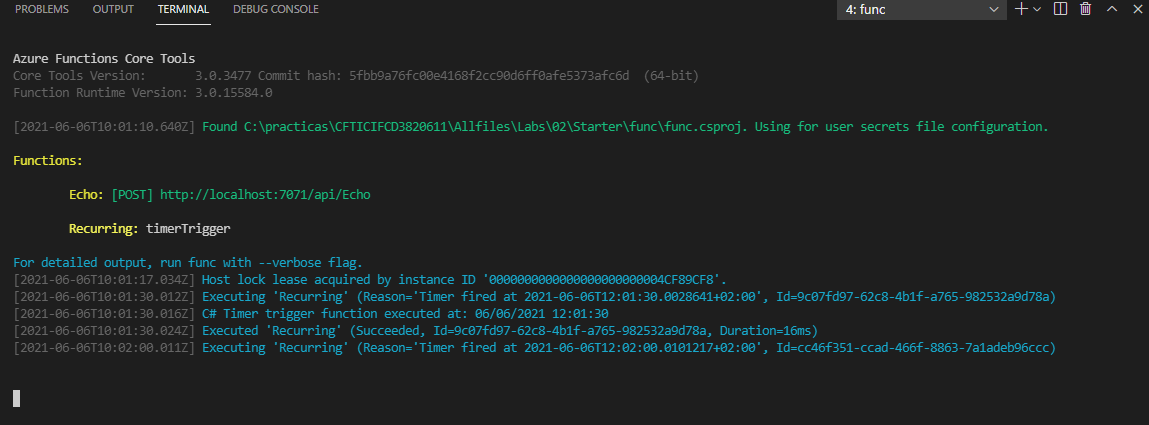 PROBLEMS OUTPUT TERMINAL DEBUG CONSOLE 4: func
Azure Functions Core Tools
Core Tools Version: 3.0.3477 Commit hash: 5fbb9a76fc00e4168f2cc90d6ff0afe5373afc6d (64-bit)
Function Runtime Version: 3.0.15584.0
[2021-06-06T10:01:10.640Z] Found C:\practicas\CFTICIFCD3820611\Allfiles\Labs\02\Starter\func\func.csproj. Using for user secrets file configuration.
Functions:
Echo: [POST] http://localhost:7071/api/Echo
Recurring: timerTrigger
For detailed output, run func with --verbose flag.
[2021-06-06T10:01:17.034Z] Host lock lease acquired by instance ID '0000000000000000000000004CF89CF8'.
[2021-06-06T10:01:30.012Z] Executing 'Recurring' (Reason='Timer fired at 2021-06-06T12:01:30.0028641+02:00', Id=9c07fd97-62c8-4b1f-a765-982532a9d78a)
[2021-06-06T10:01:30.016Z] C# Timer trigger function executed at: 06/06/2021 12:01:30
[2021-06-06T10:01:30.024Z] Executed 'Recurring' (Succeeded, Id=9c07fd97-62c8-4b1f-a765-982532a9d78a, Duration=16ms)
[2021-06-06T10:02:00.011Z] Executing 'Recurring' (Reason='Timer fired at 2021-06-06T12:02:00.0101217+02:00', Id=cc46f351-ccad-466f-8863-7a1adeb96ccc)